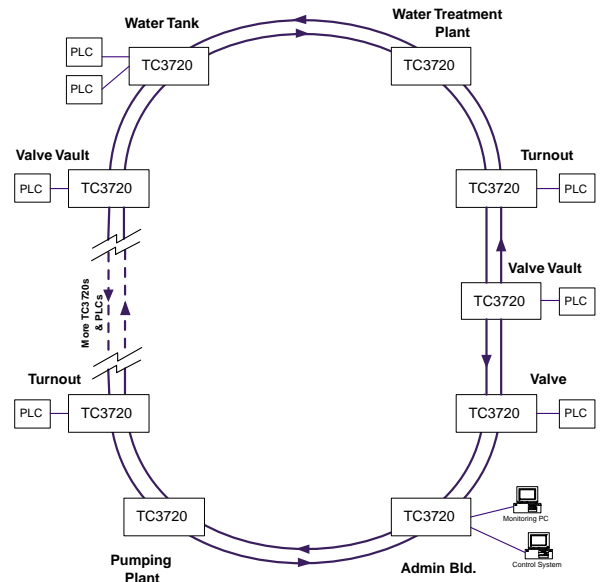 Water Tank
Water Treatment
Plant
PLC
TC3720
TC3720
PLC
Valve Vault
Turnout
PLC
TC3720
TC3720
PLC
Valve Vault
TC3720
PLC
More TC3720s
& PLCs
Turnout
Valve
PLC
TC3720
TC3720
PLC
TC3720
TC3720
Monitoring PC
Pumping
Plant
Admin Bld.
Control System